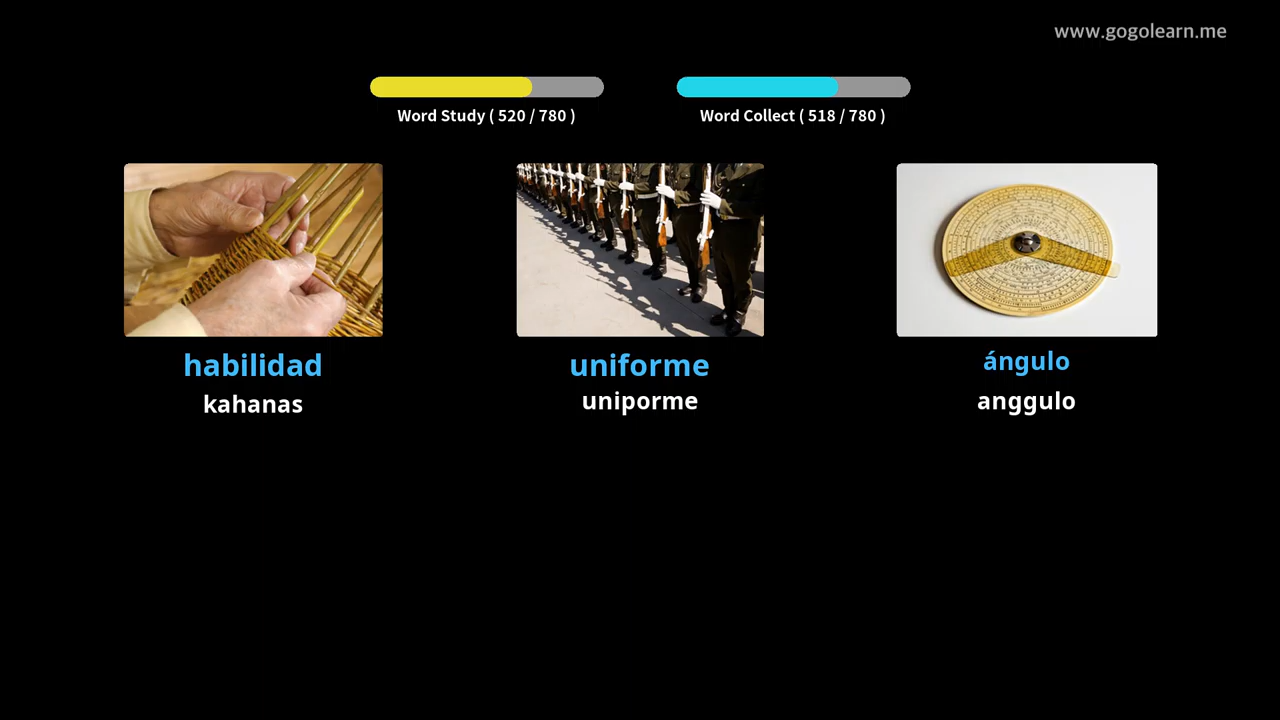 www.gogolearn.me
Word Study ( 520 / 780 )
Word Collect ( 518 / 780 )
habilidad
kahanas
uniforme
uniporme
ángulo
anggulo